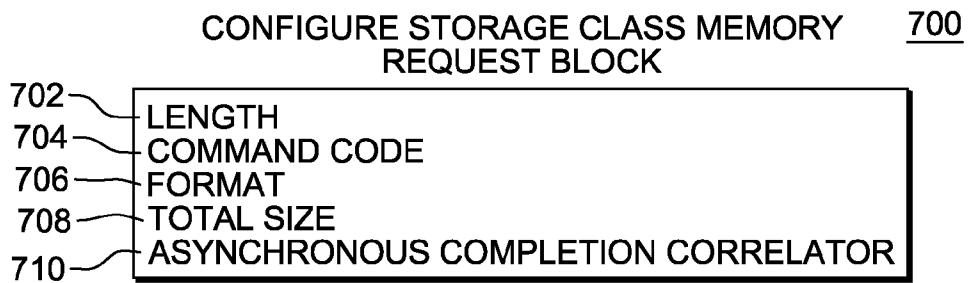 CONFIGURE STORAGE CLASS MEMORY 700
REQUEST BLOCK
702 LENGTH
704 COMMAND CODE
706 FORMAT
708 TOTAL SIZE
710 ASYNCHRONOUS COMPLETION CORRELATOR